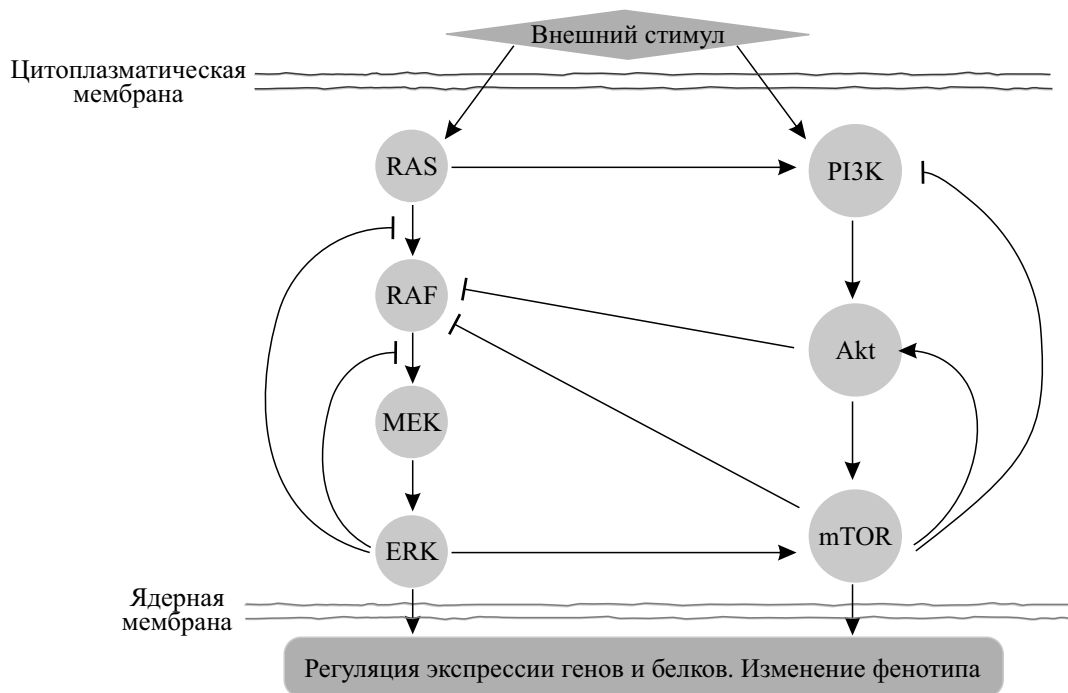 Внешний стимул
Цитоплазматическая
мембрана
RAS
PI3K
RAF
Akt
MEK
mTOR
ERK
Ядерная
мембрана
Регуляция экспрессии генов и белков. Изменение фенотипа